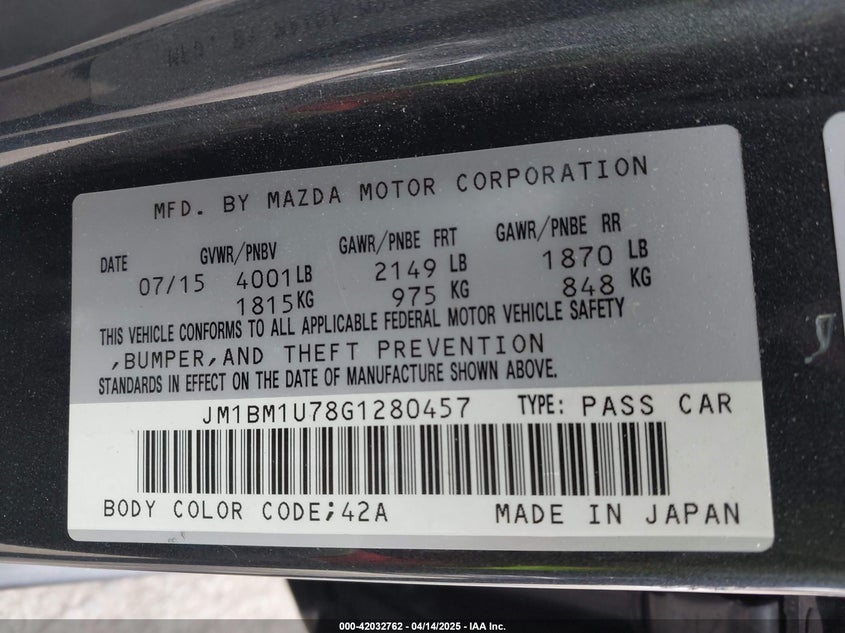 MFD. BY MAZDA MOTOR CORPORATION
DATE GVWR/PNBV GAWR/PNBE FRT GAWR/PNBE RR
07/15 4001LB 2149 LB 1870 LB
1815KG 975 KG 848 KG
THIS VEHICLE CONFORMS TO ALL APPLICABLE FEDERAL MOTOR VEHICLE SAFETY
,BUMPER,AND THEFT PREVENTION
STANDARDS IN EFFECT ON THE DATE OF MANUFACTURE SHOWN ABOVE.
JM1BM1U78G1280457 TYPE: PASS CAR
BODY COLOR CODE;42A MADE IN JAPAN
000-42032762 - 04/14/2025 - IAA Inc.